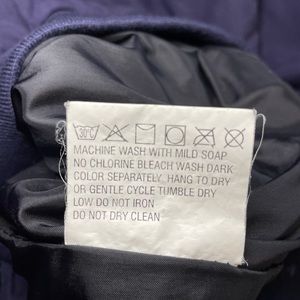 30°C
MACHINE WASH WITH MILD SOAP
NO CHLORINE BLEACH WASH DARK
COLOR SEPARATELY, HANG TO DRY
OR GENTLE CYCLE TUMBLE DRY
LOW DO NOT IRON
DO NOT DRY CLEAN